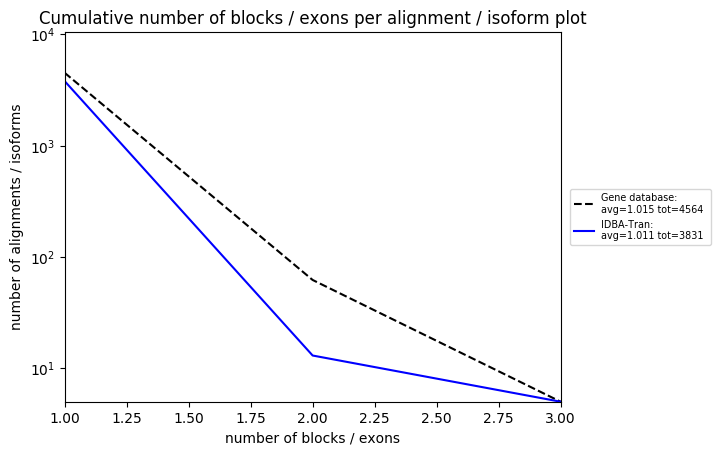 Cumulative number of blocks / exons per alignment / isoform plot
10^4
10^3
10^2
10^1
number of alignments / isoforms
1.00 1.25 1.50 1.75 2.00 2.25 2.50 2.75 3.00
number of blocks / exons
Gene database:
avg=1.015 tot=4564
IDBA-Tran:
avg=1.011 tot=3831